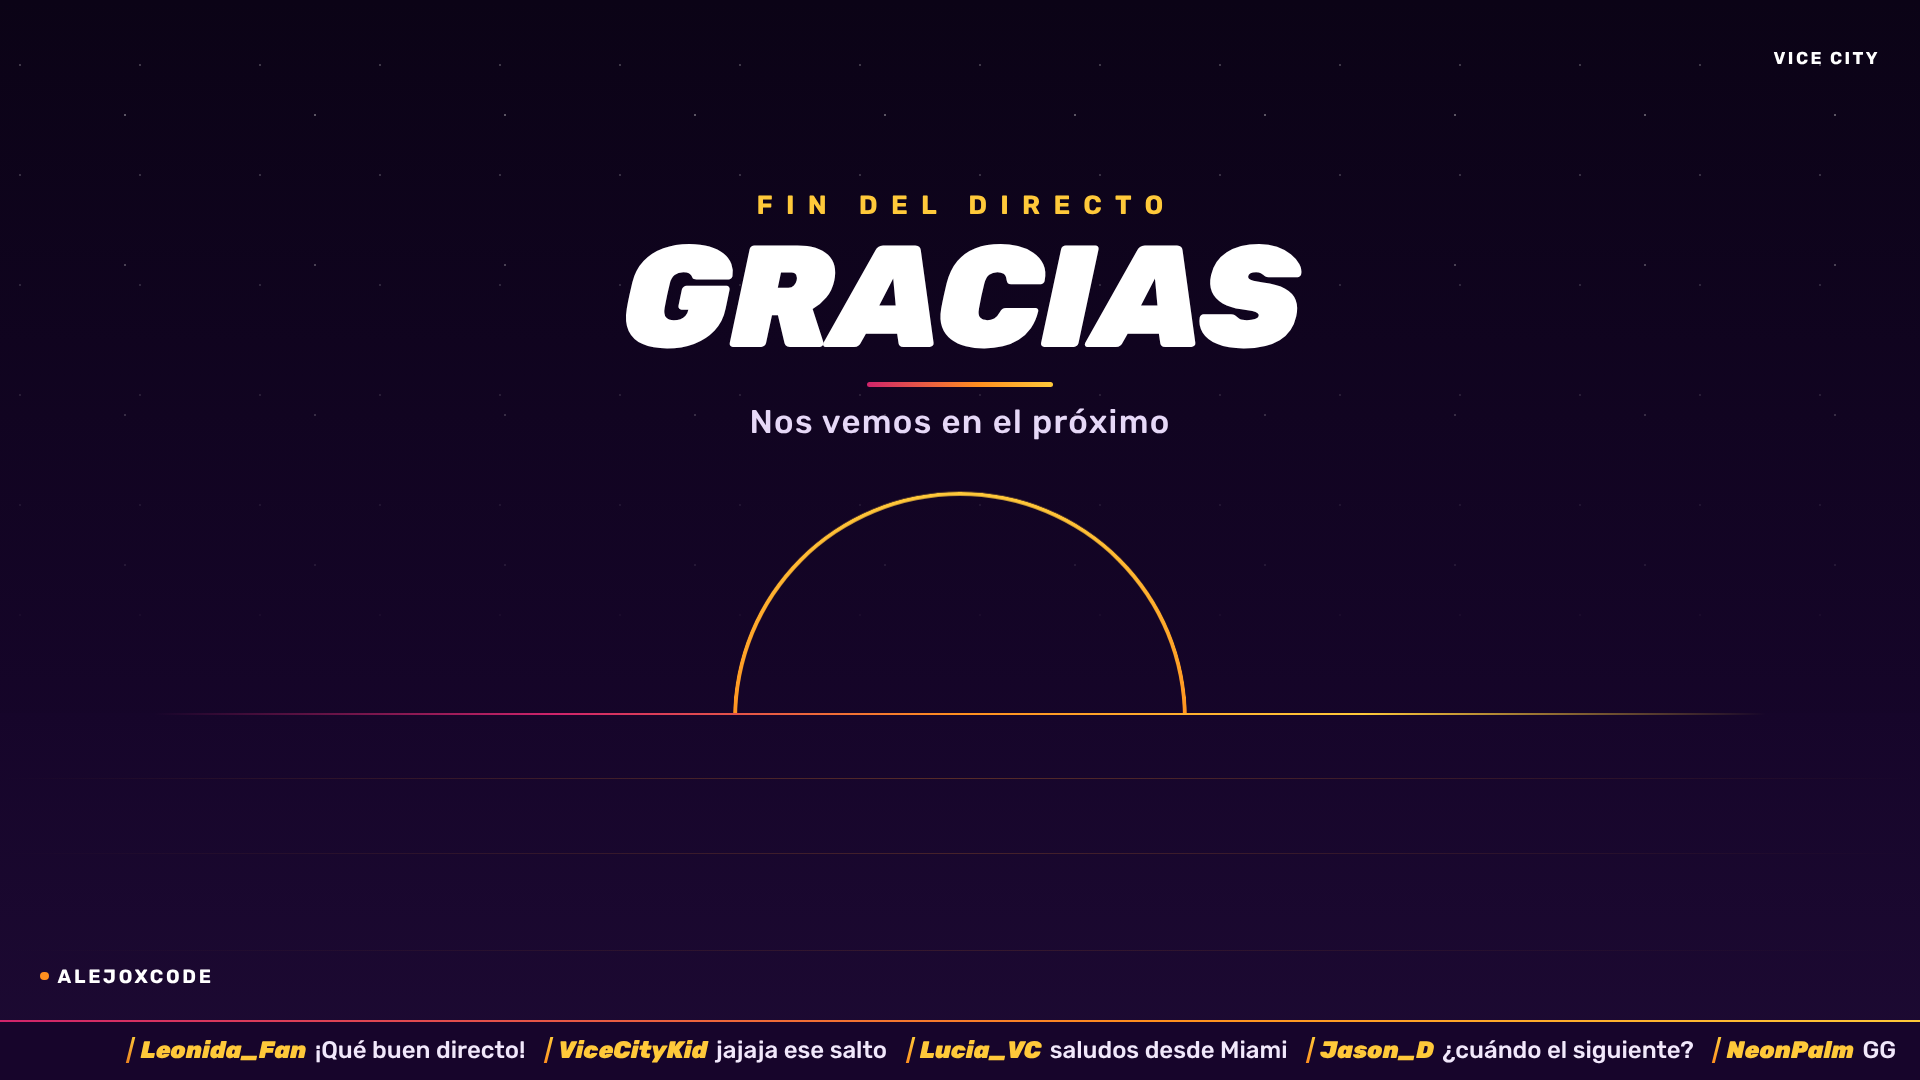 VICE CITY
FIN DEL DIRECTO
GRACIAS
Nos vemos en el próximo
ALEJOXCODE
/ Leonida_Fan ¡Qué buen directo! / ViceCityKid jajaja ese salto / Lucia_VC saludos desde Miami / Jason_D ¿cuándo el siguiente? / NeonPalm GG